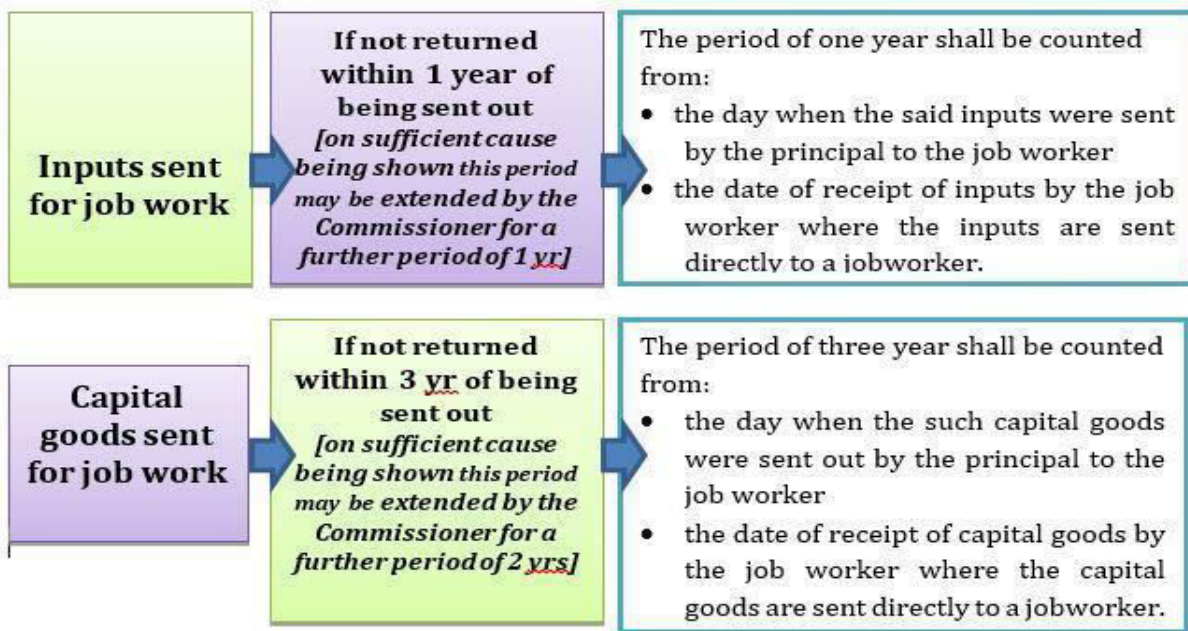 Inputs sent
for job work
If not returned
within 1 year of
being sent out
[on sufficient cause
being shown this period
may be extended by the
Commissioner for a
further period of 1 yr]
The period of one year shall be counted
from:
• the day when the said inputs were sent
by the principal to the job worker
• the date of receipt of inputs by the job
worker where the inputs are sent
directly to a jobworker.
Capital
goods sent
for job work
If not returned
within 3 yr of being
sent out
[on sufficient cause
being shown this period
may be extended by the
Commissioner for a
further period of 2 yrs]
The period of three year shall be counted
from:
• the day when the such capital goods
were sent out by the principal to the
job worker
• the date of receipt of capital goods by
the job worker where the capital
goods are sent directly to a jobworker.